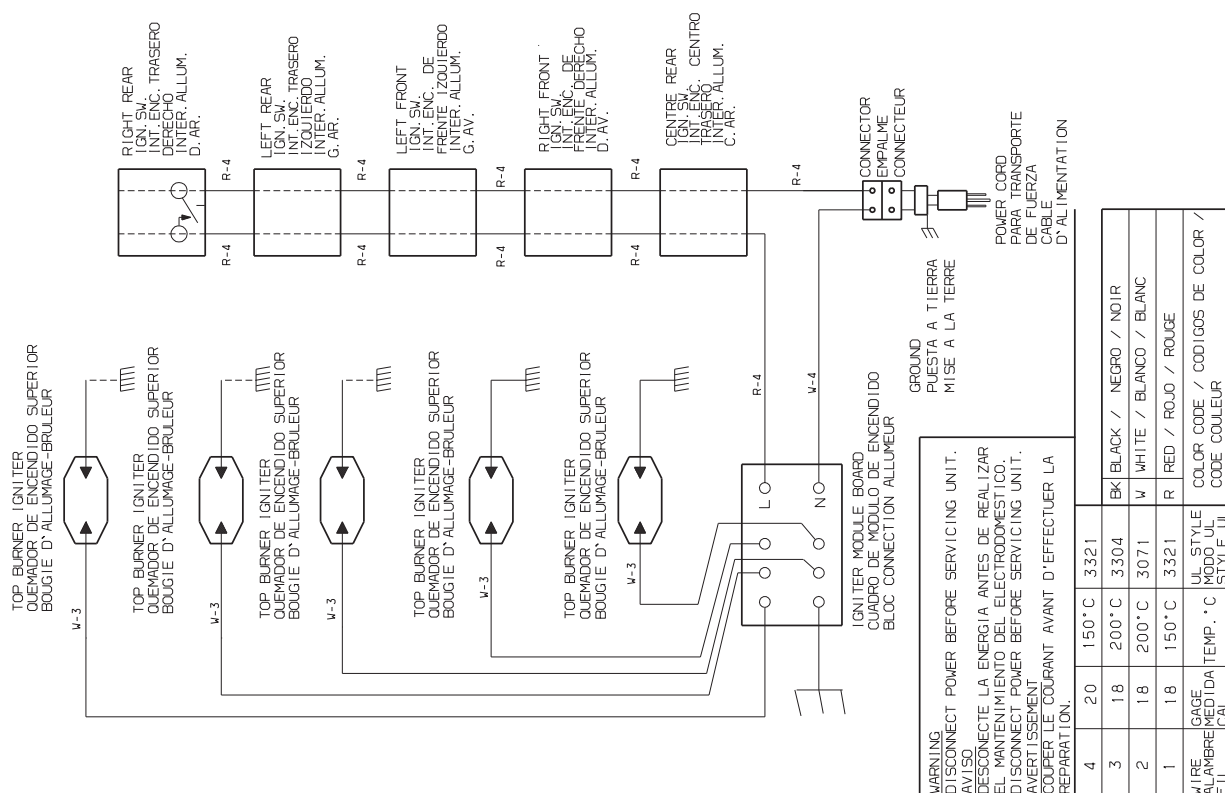 RIGHT REAR
IGN. SW.
INT. ENC. TRASERO
DERECHO
INTER. ALLUM.
D. AR.
LEFT REAR
IGN. SW.
INT. ENC. TRASERO
IZQUIERDO
INTER. ALLUM.
G. AR.
LEFT FRONT
IGN. SW.
INT. ENC. DE
FRENTE IZQUIERDO
INTER. ALLUM.
G. AV.
RIGHT FRONT
IGN. SW.
INT. ENC. DE
FRENTE DERECHO
INTER. ALLUM.
D. AV.
CENTRE REAR
IGN. SW.
INT. ENC. CENTRO
TRASERO
INTER. ALLUM.
C. AR.
R-4
R-4
R-4
R-4
R-4
R-4
R-4
R-4
R-4
CONNECTOR
EMPALME
CONNECTEUR
POWER CORD
PARA TRANSPORTE
DE FUERZA
CABLE
D`ALIMENTATION
GROUND
PUESTA A TIERRA
MISE A LA TERRE
TOP BURNER IGNITER
QUEMADOR DE ENCENDIDO SUPERIOR
BOUGIE D`ALLUMAGE-BRULEUR
W-3
TOP BURNER IGNITER
QUEMADOR DE ENCENDIDO SUPERIOR
BOUGIE D`ALLUMAGE-BRULEUR
W-3
TOP BURNER IGNITER
QUEMADOR DE ENCENDIDO SUPERIOR
BOUGIE D`ALLUMAGE-BRULEUR
W-3
TOP BURNER IGNITER
QUEMADOR DE ENCENDIDO SUPERIOR
BOUGIE D`ALLUMAGE-BRULEUR
W-3
TOP BURNER IGNITER
QUEMADOR DE ENCENDIDO SUPERIOR
BOUGIE D`ALLUMAGE-BRULEUR
W-3
R-4
W-4
L
N
IGNITER MODULE BOARD
CUADRO DE MODULO DE ENCENDIDO
BLOC CONNECTION ALLUMEUR
WARNING
DISCONNECT POWER BEFORE SERVICING UNIT.
AVISO
DESCONECTE LA ENERGIA ANTES DE REALIZAR
EL MANTENIMIENTO DEL ELECTRODOMESTICO.
DISCONNECT POWER BEFORE SERVICING UNIT.
AVERTISSEMENT
COUPER LE COURANT AVANT D'EFFECTUER LA
REPARATION.
4 20 150°C 3321
3 18 200°C 3304 BK BLACK / NEGRO / NOIR
2 18 200°C 3071 W WHITE / BLANCO / BLANC
1 18 150°C 3321 R RED / ROJO / ROUGE
WIRE GAGE UL STYLE COLOR CODE / CODIGOS DE COLOR /
ALAMBRE MEDIDA TEMP. °C MODO UL CODE COULEUR
FIL CAL STYLE UL